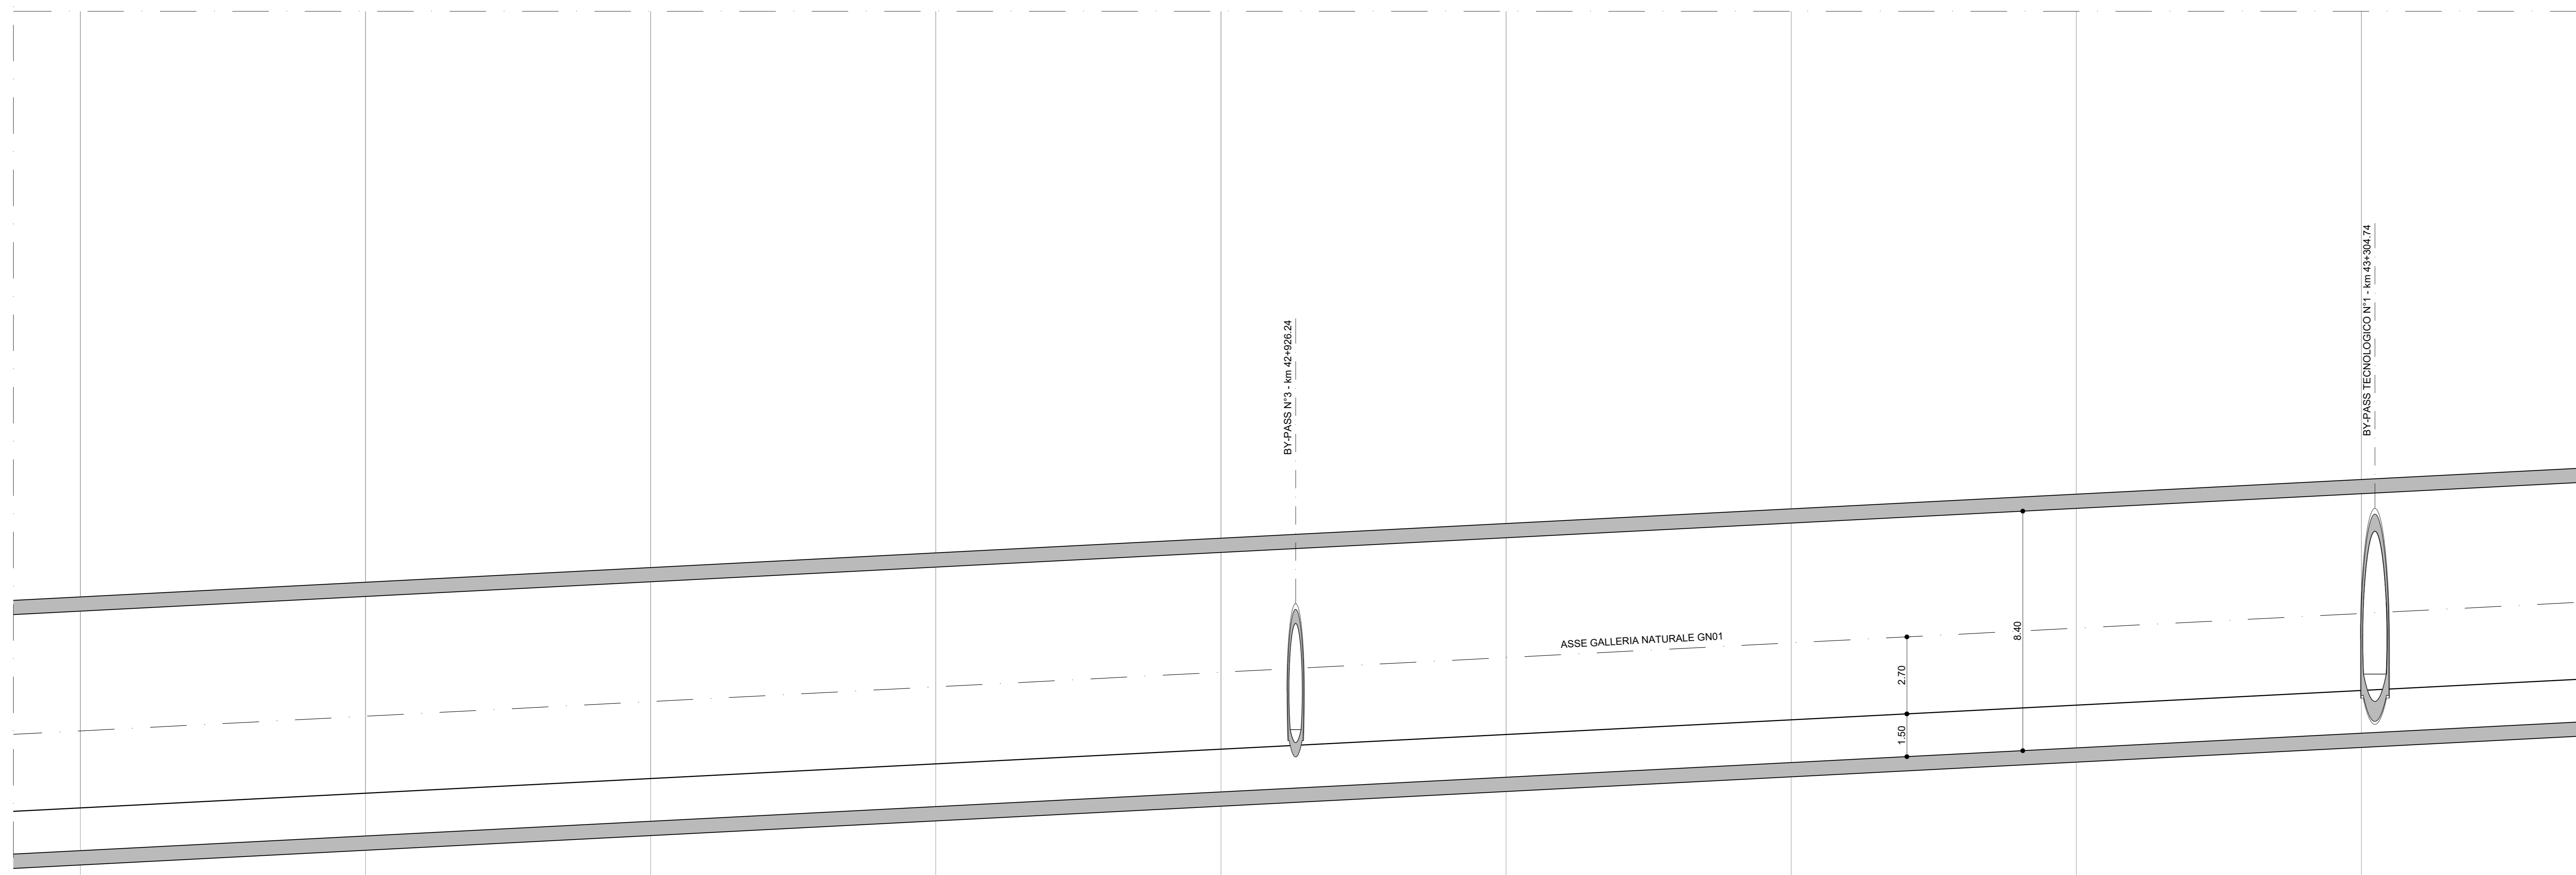 BY-PASS N°3 - km 42+926.24
BY-PASS TECNOLOGICO N°1 - km 43+304.74
ASSE GALLERIA NATURALE GN01
2.70
1.50
8.40